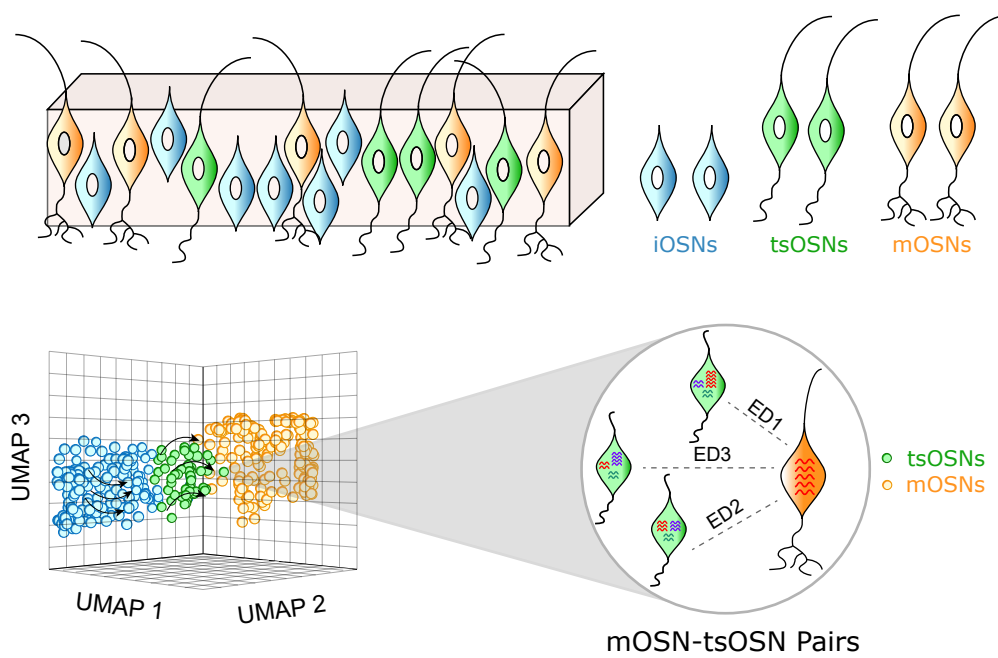 iOSNs
tsOSNs
mOSNs
UMAP 3
UMAP 1
UMAP 2
ED1
ED3
ED2
tsOSNs
mOSNs
mOSN-tsOSN Pairs